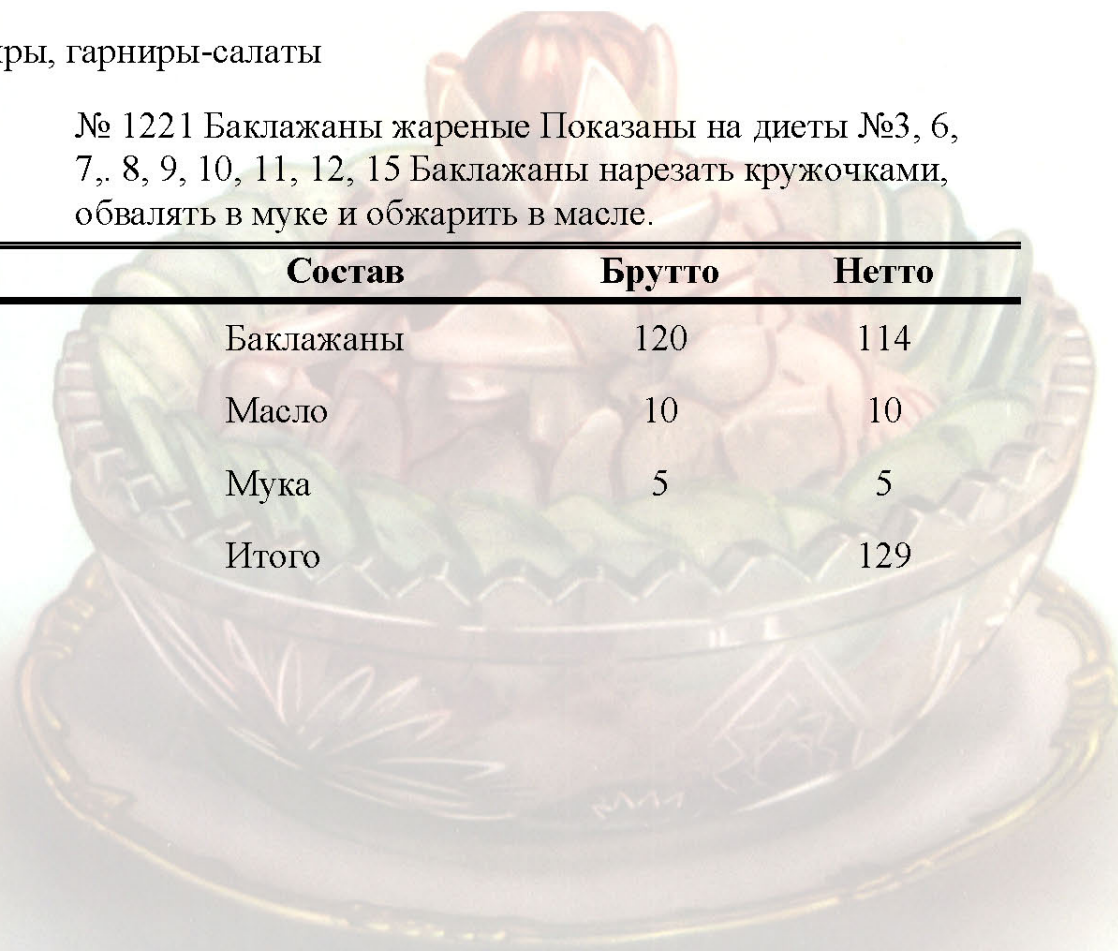 гарниры-салаты
№ 1221 Баклажаны жареные Показаны на диеты №3, 6,
7,. 8, 9, 10, 11, 12, 15 Баклажаны нарезать кружочками,
обвалять в муке и обжарить в масле.
Состав Брутто Нетто
Баклажаны 120 114
Масло 10 10
Мука 5 5
Итого 129